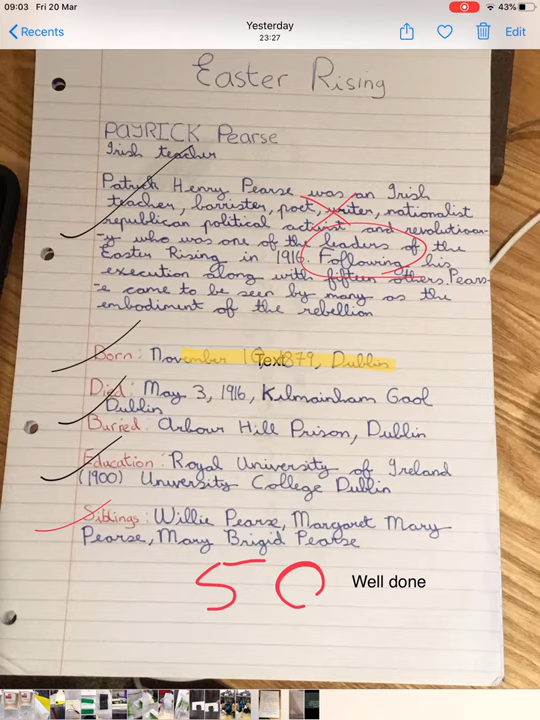 09:03 Fri 20 Mar
43%
Recents
Yesterday
23:27
Edit
Easter Rising
PAYRICK Pearse
Irish teacher
Patrick Henry Pearse was an Irish
teacher, barrister, poet, writer, nationalist
republican political activist and revolution-
-y who was one of the leaders of the
Easter Rising in 1916. Following his
execution along with fifteen others.Pears-
-e came to be seen by many as the
embodiment of the rebellion
Born: November 10 1879, Dublin
Text
Died: May 3, 1916, Kilmainham Gaol
Dublin
Buried: Arbour Hill Prison, Dublin
Education: Royal University of Ireland
(1900) University College Dublin
Siblings: Willie Pearse, Margaret Mary
Pearse, Mary Brigid Pearse
50
Well done